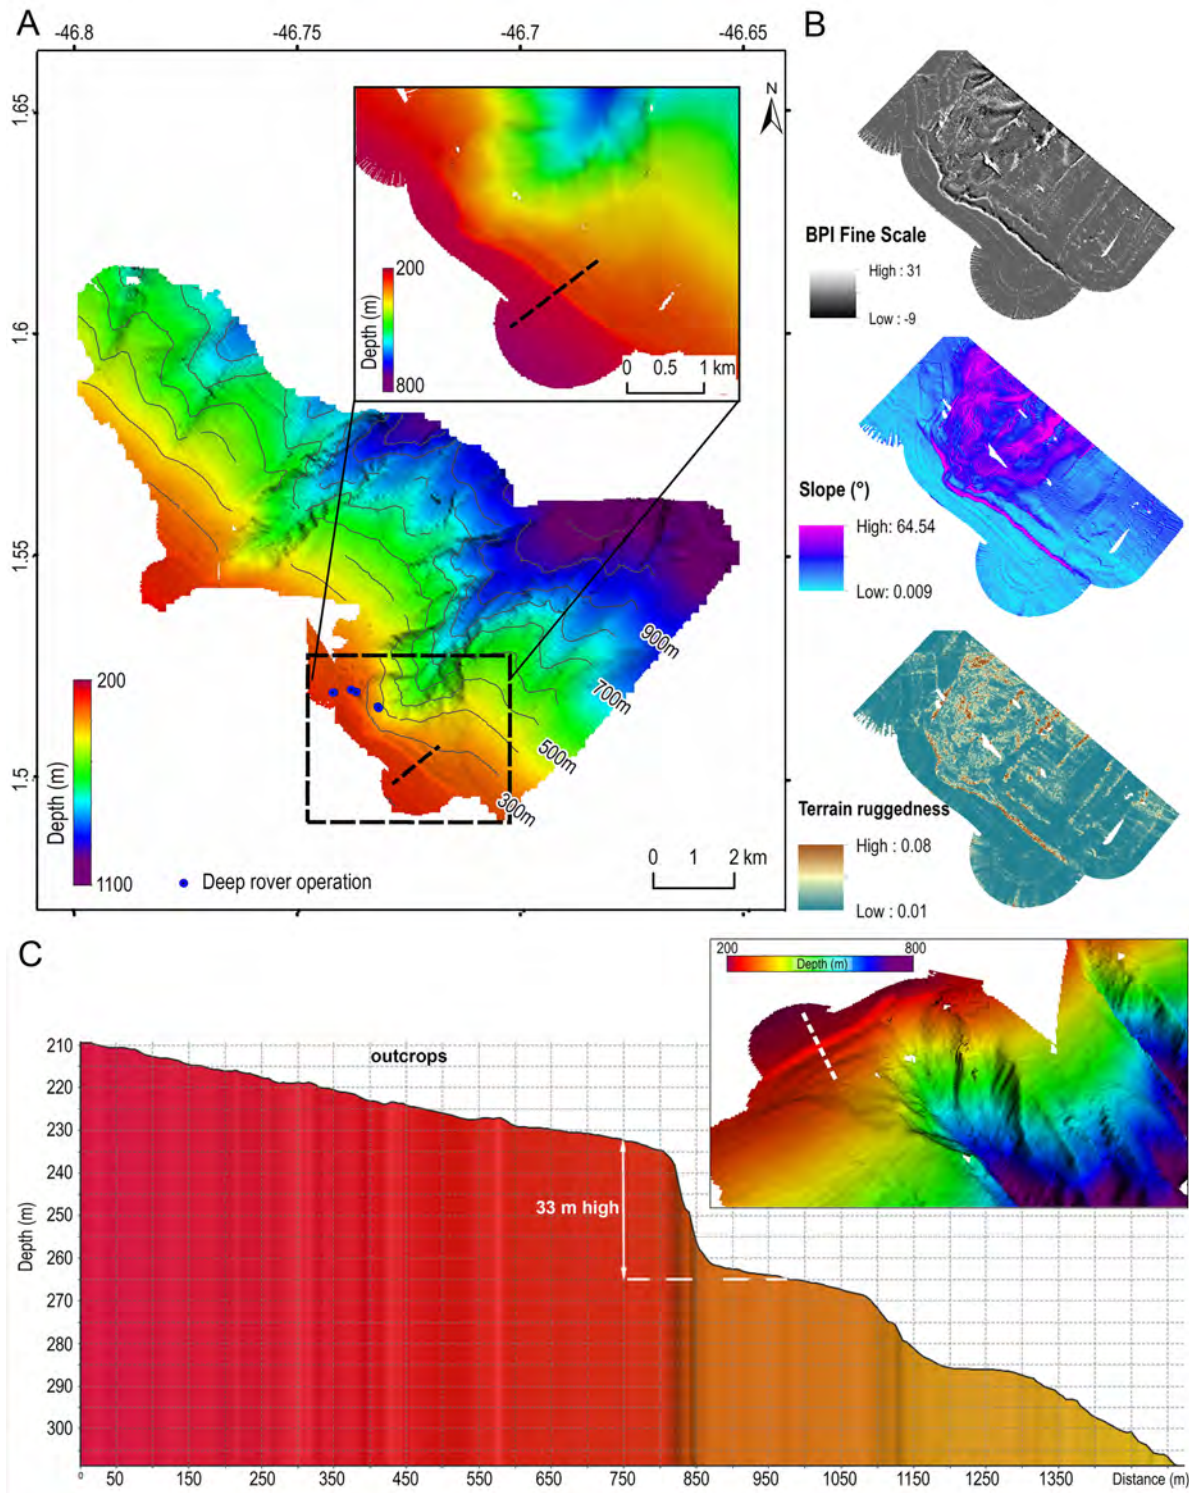 A
-46.8
-46.75
-46.7
-46.65
1.65
1.6
1.55
1.5
N
200
Depth (m)
800
0 0.5 1 km
900m
700m
500m
300m
200
Depth (m)
1100
Deep rover operation
0 1 2 km
B
BPI Fine Scale
High : 31
Low : -9
Slope (°)
High: 64.54
Low: 0.009
Terrain ruggedness
High : 0.08
Low : 0.01
C
200 800
Depth (m)
outcrops
33 m high
Depth (m)
210
220
230
240
250
260
270
280
290
300
0 50 150 250 350 450 550 650 750 850 950 1050 1150 1250 1350 Distance (m)